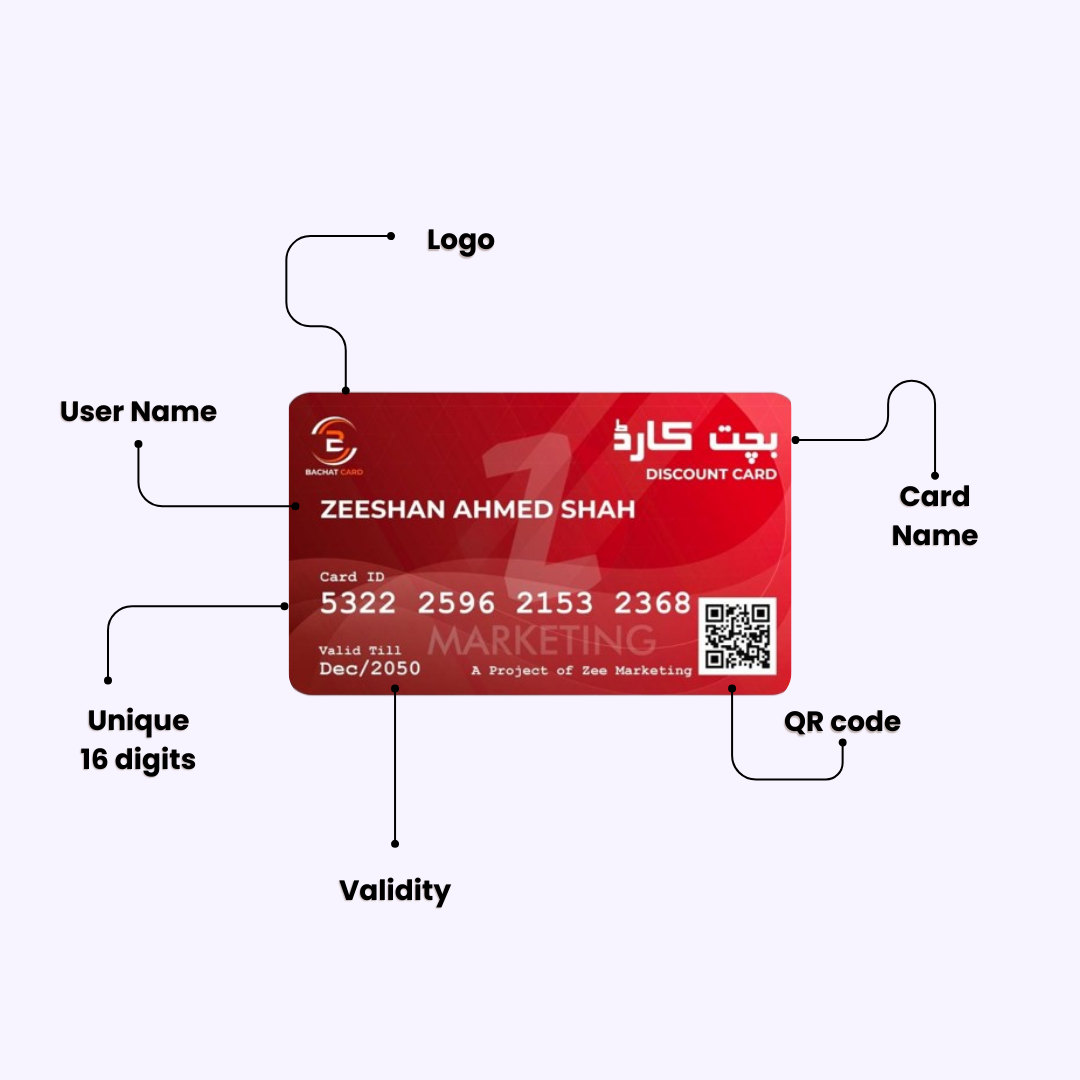 Logo
User Name
BACHAT CARD
بچت کارڈ
DISCOUNT CARD
Card
Name
ZEESHAN AHMED SHAH
Card ID
5322 2596 2153 2368
MARKETING
Valid Till
Dec/2050
A Project of Zee Marketing
Unique
16 digits
QR code
Validity